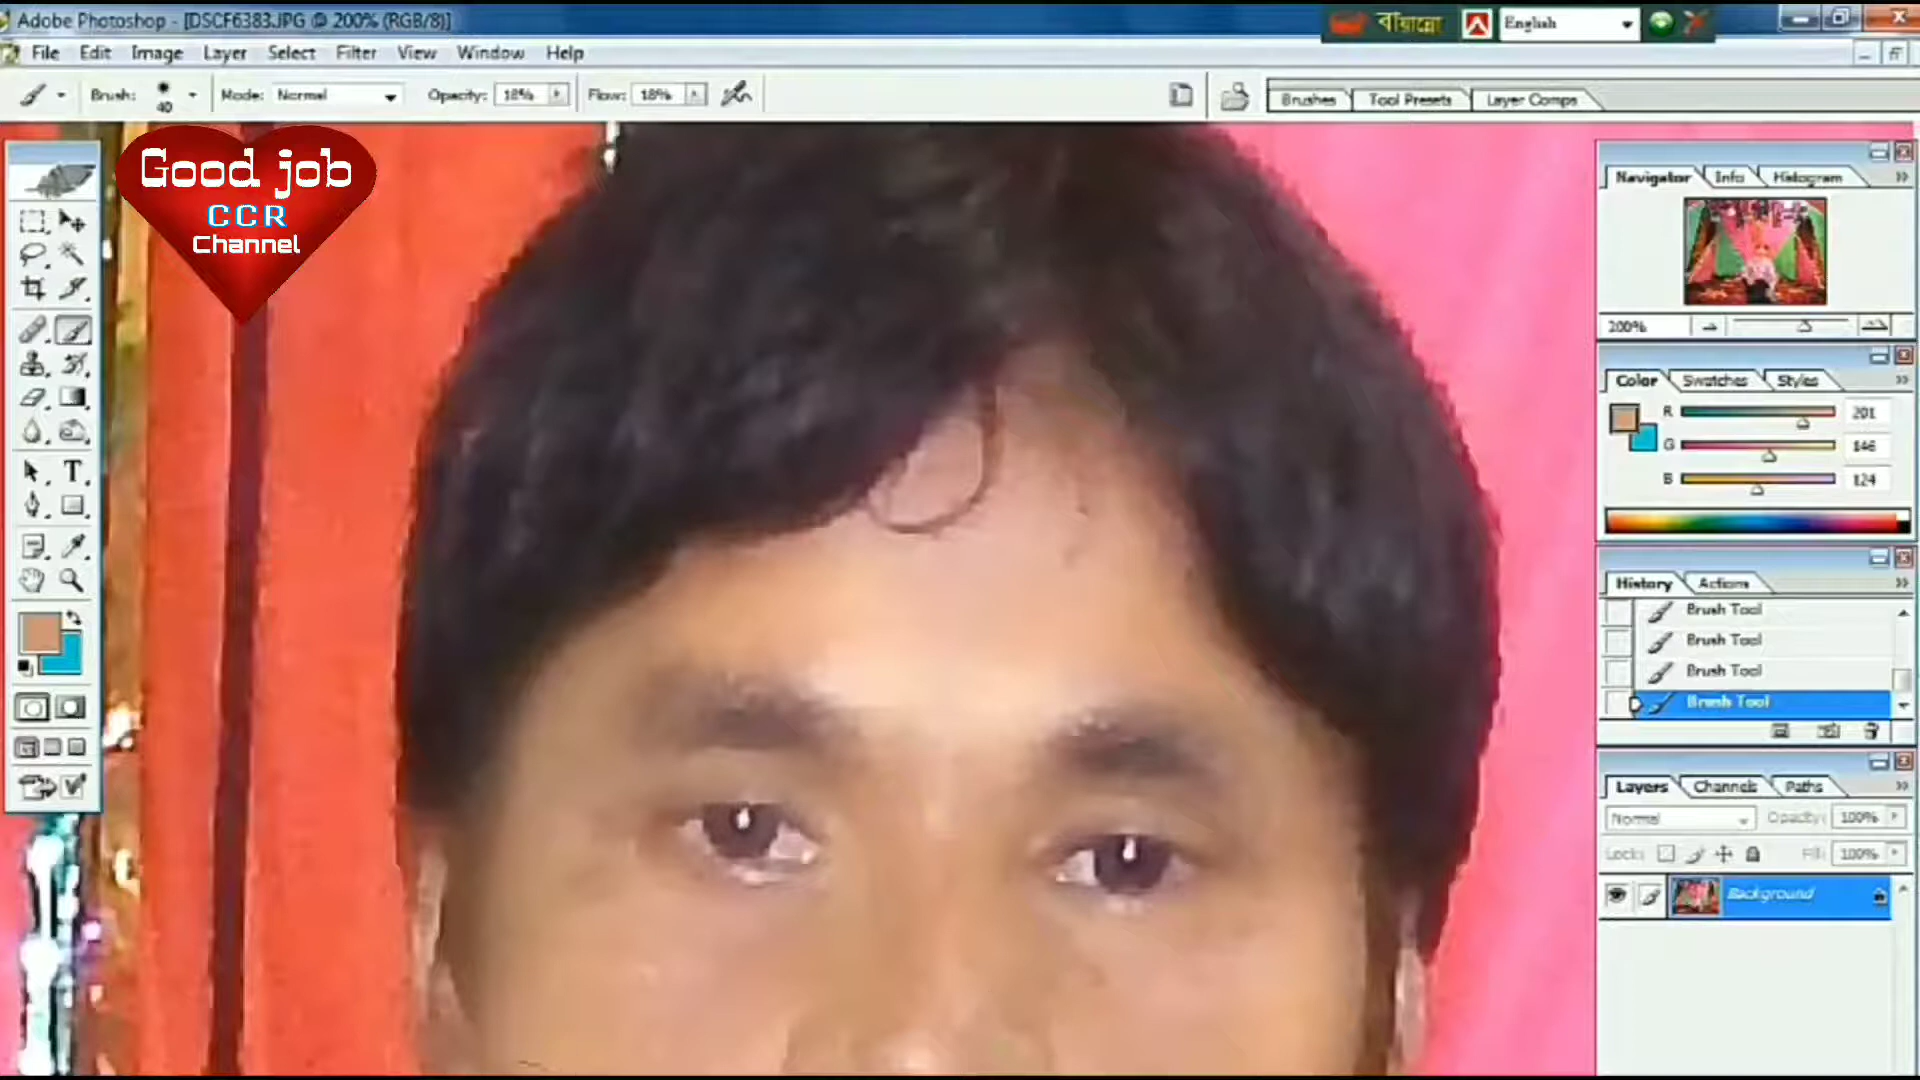 Adobe Photoshop - [DSCF6383.JPG @ 200% (RGB/8)]
বায়ান্নো
English
File Edit Image Layer Select Filter View Window Help
Brush: 40 Mode: Normal Opacity: 18% Flow: 18%
Brushes Tool Presets Layer Comps
Good job
CCR
Channel
Navigator Info Histogram
200%
Color Swatches Styles
R 201
G 146
B 124
History Actions
Brush Tool
Brush Tool
Brush Tool
Brush Tool
Layers Channels Paths
Normal Opacity: 100%
Lock: Fill: 100%
Background